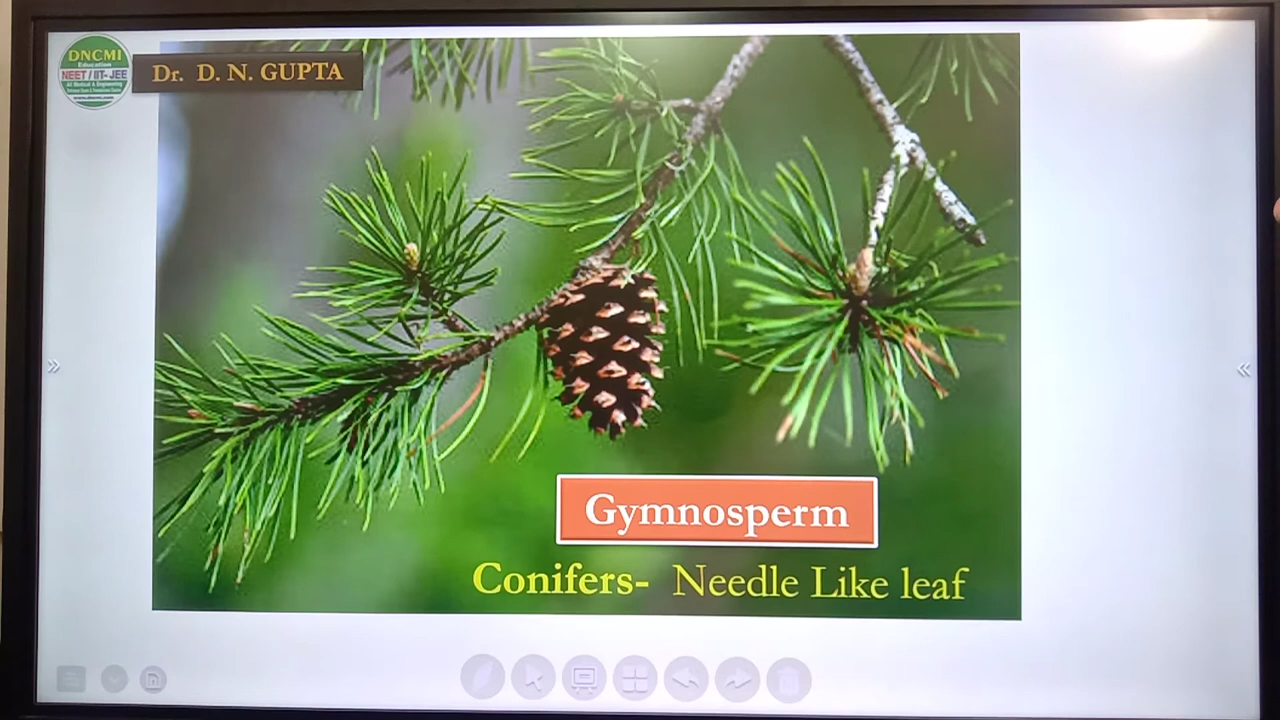 DNCMI
Education
NEET / IIT-JEE
Dr. D. N. GUPTA
Gymnosperm
Conifers- Needle Like leaf